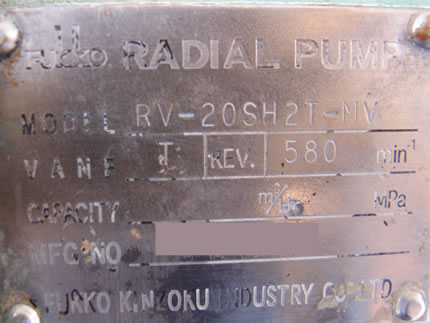 Furkko RADIAL PUMP
MODEL RV-20SH2T-MV
VANE T REV. 580 min⁻¹
CAPACITY m³/Hr MPa
MFG NO
FURKO KINZOKU INDUSTRY CO LTD